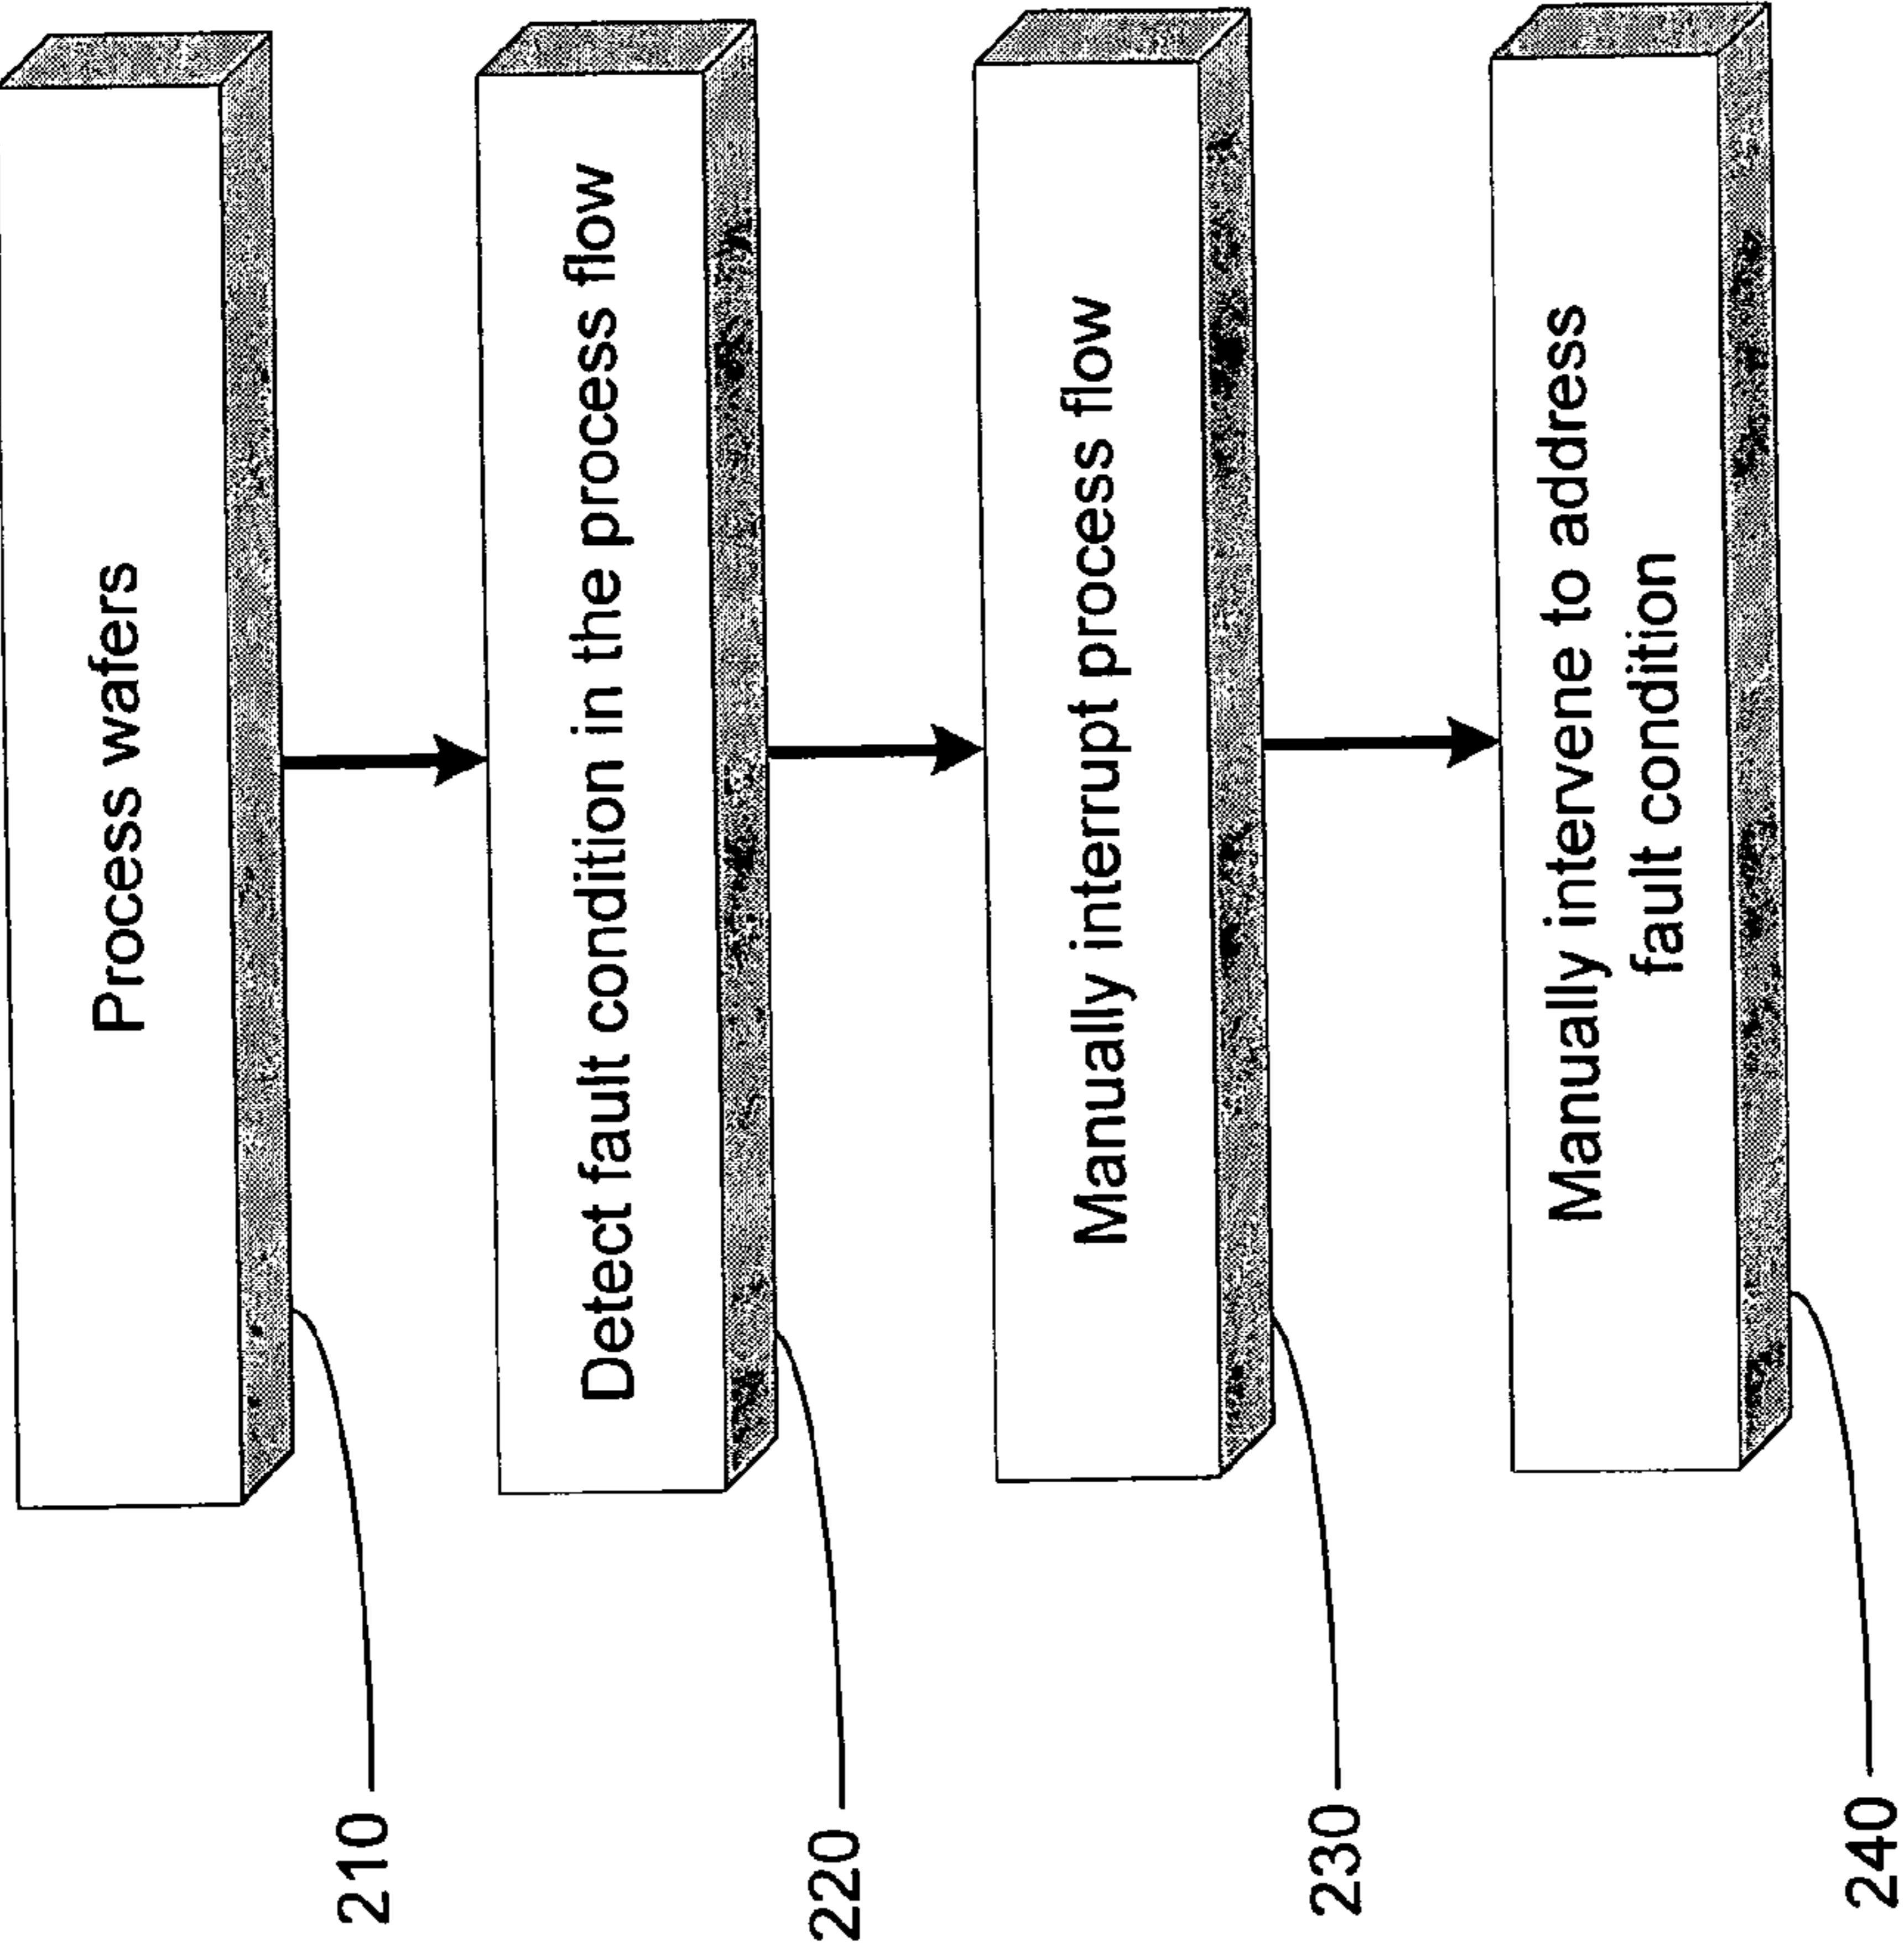 Process wafers
210
Detect fault condition in the process flow
220
Manually interrupt process flow
230
Manually intervene to address
fault condition
240